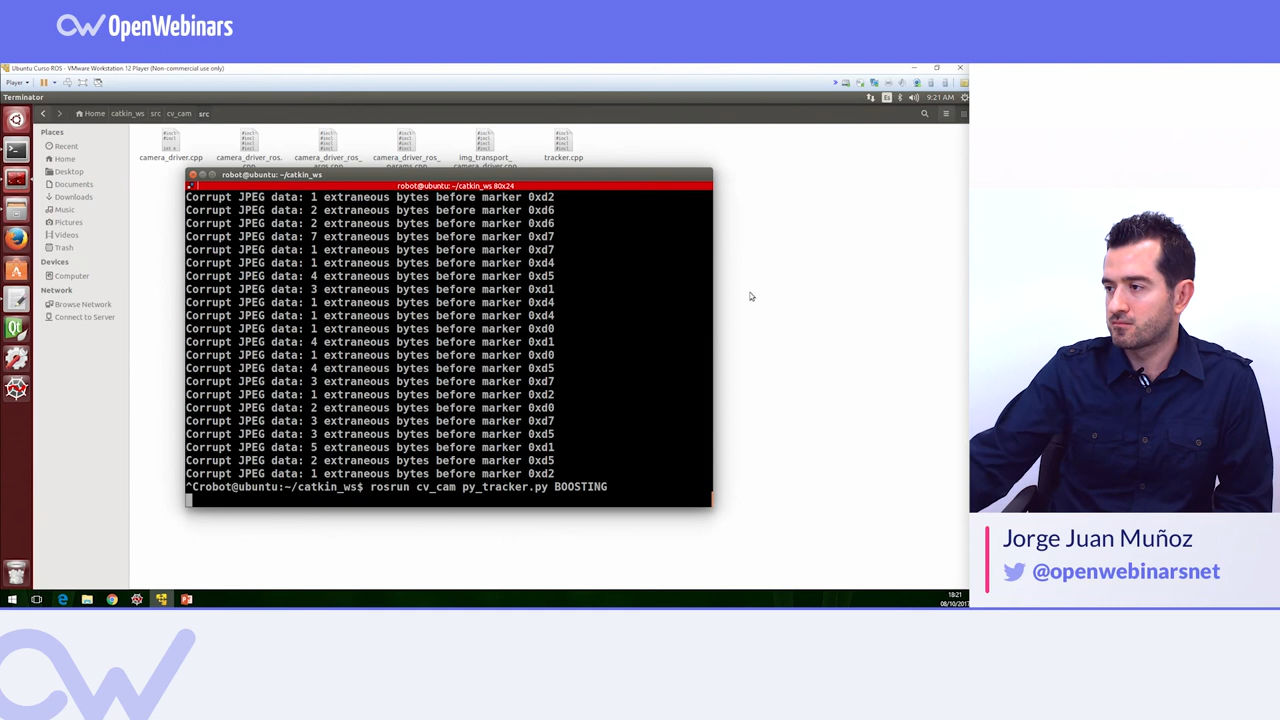 OpenWebinars
Ubuntu Curso ROS - VMware Workstation 12 Player (Non-commercial use only)
Player
Terminator
Es
9:21 AM
Home
catkin_ws
src
cv_cam
src
Places
Recent
Home
Desktop
Documents
Downloads
Music
Pictures
Videos
Trash
Devices
Computer
Network
Browse Network
Connect to Server
camera_driver.cpp
camera_driver_ros.
camera_driver_ros_
camera_driver_ros_
img_transport_
tracker.cpp
robot@ubuntu: ~/catkin_ws
robot@ubuntu: ~/catkin_ws 80x24
Corrupt JPEG data: 1 extraneous bytes before marker 0xd2
Corrupt JPEG data: 2 extraneous bytes before marker 0xd6
Corrupt JPEG data: 2 extraneous bytes before marker 0xd6
Corrupt JPEG data: 7 extraneous bytes before marker 0xd7
Corrupt JPEG data: 1 extraneous bytes before marker 0xd7
Corrupt JPEG data: 1 extraneous bytes before marker 0xd4
Corrupt JPEG data: 4 extraneous bytes before marker 0xd5
Corrupt JPEG data: 3 extraneous bytes before marker 0xd1
Corrupt JPEG data: 1 extraneous bytes before marker 0xd4
Corrupt JPEG data: 1 extraneous bytes before marker 0xd4
Corrupt JPEG data: 1 extraneous bytes before marker 0xd0
Corrupt JPEG data: 4 extraneous bytes before marker 0xd1
Corrupt JPEG data: 1 extraneous bytes before marker 0xd0
Corrupt JPEG data: 4 extraneous bytes before marker 0xd5
Corrupt JPEG data: 3 extraneous bytes before marker 0xd7
Corrupt JPEG data: 1 extraneous bytes before marker 0xd2
Corrupt JPEG data: 2 extraneous bytes before marker 0xd0
Corrupt JPEG data: 3 extraneous bytes before marker 0xd7
Corrupt JPEG data: 3 extraneous bytes before marker 0xd5
Corrupt JPEG data: 5 extraneous bytes before marker 0xd1
Corrupt JPEG data: 2 extraneous bytes before marker 0xd5
Corrupt JPEG data: 1 extraneous bytes before marker 0xd2
^Crobot@ubuntu:~/catkin_ws$ rosrun cv_cam py_tracker.py BOOSTING
Jorge Juan Muñoz
@openwebinarsnet
18:21